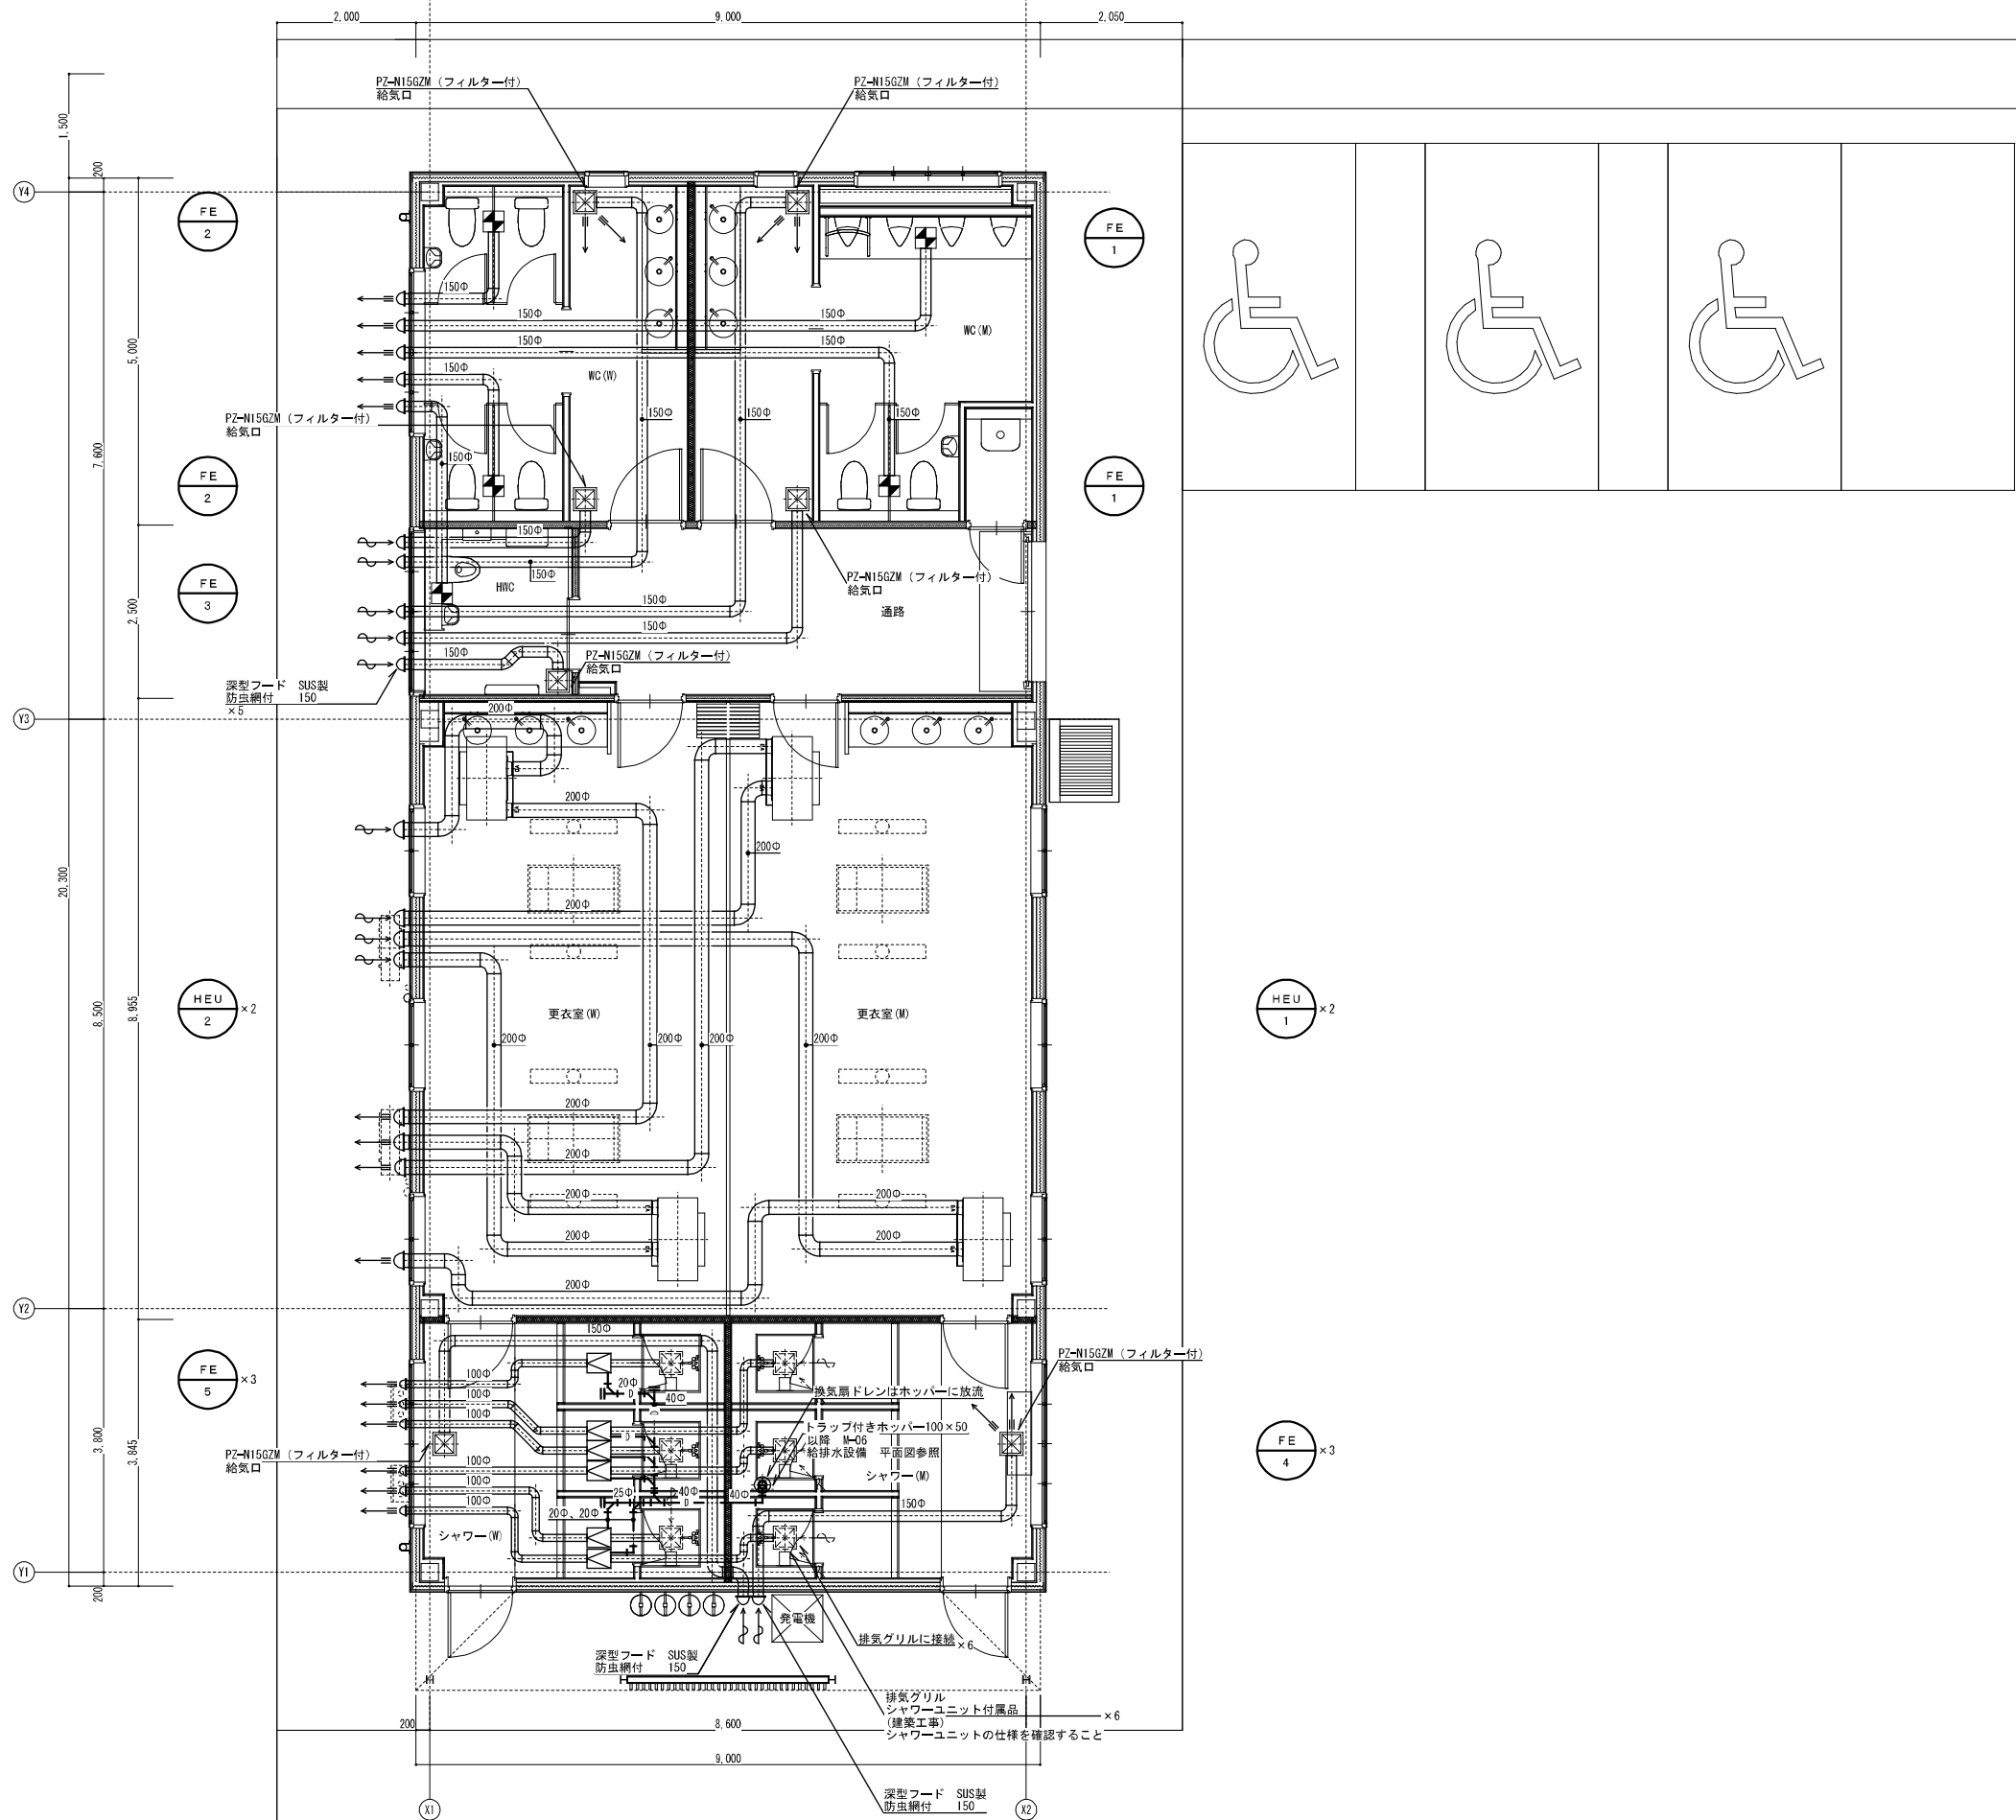 2,000
9,000
2,050
PZ-N15GZM（フィルター付）
給気口
PZ-N15GZM（フィルター付）
給気口
1,500
200
Y4
FE
2
FE
1
150Φ
150Φ
150Φ
WC(M)
150Φ
150Φ
5,000
150Φ
WC(W)
PZ-N15GZM（フィルター付）
給気口
150Φ
150Φ
150Φ
7,600
150Φ
FE
2
FE
1
150Φ
150Φ
PZ-N15GZM（フィルター付）
給気口
FE
3
HWC
150Φ
通路
2,500
150Φ
150Φ
PZ-N15GZM（フィルター付）
給気口
深型フード　SUS製
防虫網付　　150
×5
Y3
200Φ
200Φ
200Φ
20,300
200Φ
HEU
2
×2
8,500
8,955
更衣室(W)
更衣室(M)
HEU
1
×2
200Φ
200Φ
200Φ
200Φ
200Φ
200Φ
200Φ
200Φ
200Φ
200Φ
200Φ
Y2
150Φ
PZ-N15GZM（フィルター付）
給気口
FE
5
×3
100Φ
20Φ
D
40Φ
換気扇ドレンはホッパーに放流
100Φ
100Φ
トラップ付きホッパー100×50
以降　M-06
給排水設備　平面図参照
D
3,800
3,845
PZ-N15GZM（フィルター付）
給気口
FE
4
×3
100Φ
シャワー(M)
100Φ
25Φ
40Φ
40Φ
D
150Φ
100Φ
20Φ、20Φ
シャワー(W)
Y1
200
発電機
排気グリルに接続
×6
深型フード　SUS製
防虫網付　　150
排気グリル
シャワーユニット付属品
(建築工事)
シャワーユニットの仕様を確認すること
×6
200
8,600
9,000
深型フード　SUS製
防虫網付　　150
X1
X2